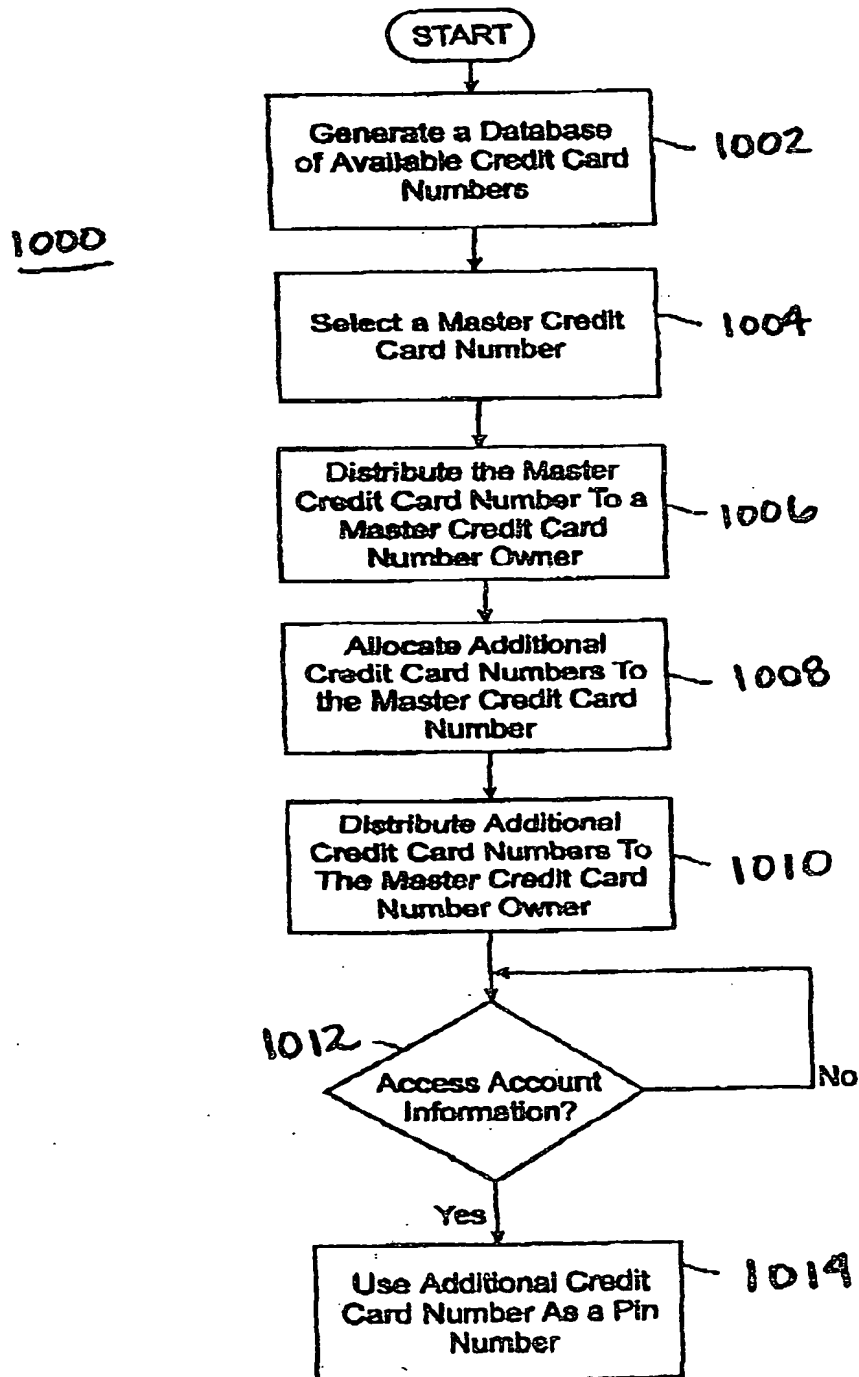 START
Generate a Database
of Available Credit Card
Numbers
1002
1000
Select a Master Credit
Card Number
1004
Distribute the Master
Credit Card Number To a
Master Credit Card
Number Owner
1006
Allocate Additional
Credit Card Numbers To
the Master Credit Card
Number
1008
Distribute Additional
Credit Card Numbers To
The Master Credit Card
Number Owner
1010
1012
Access Account
Information?
No
Yes
Use Additional Credit
Card Number As a Pin
Number
1014